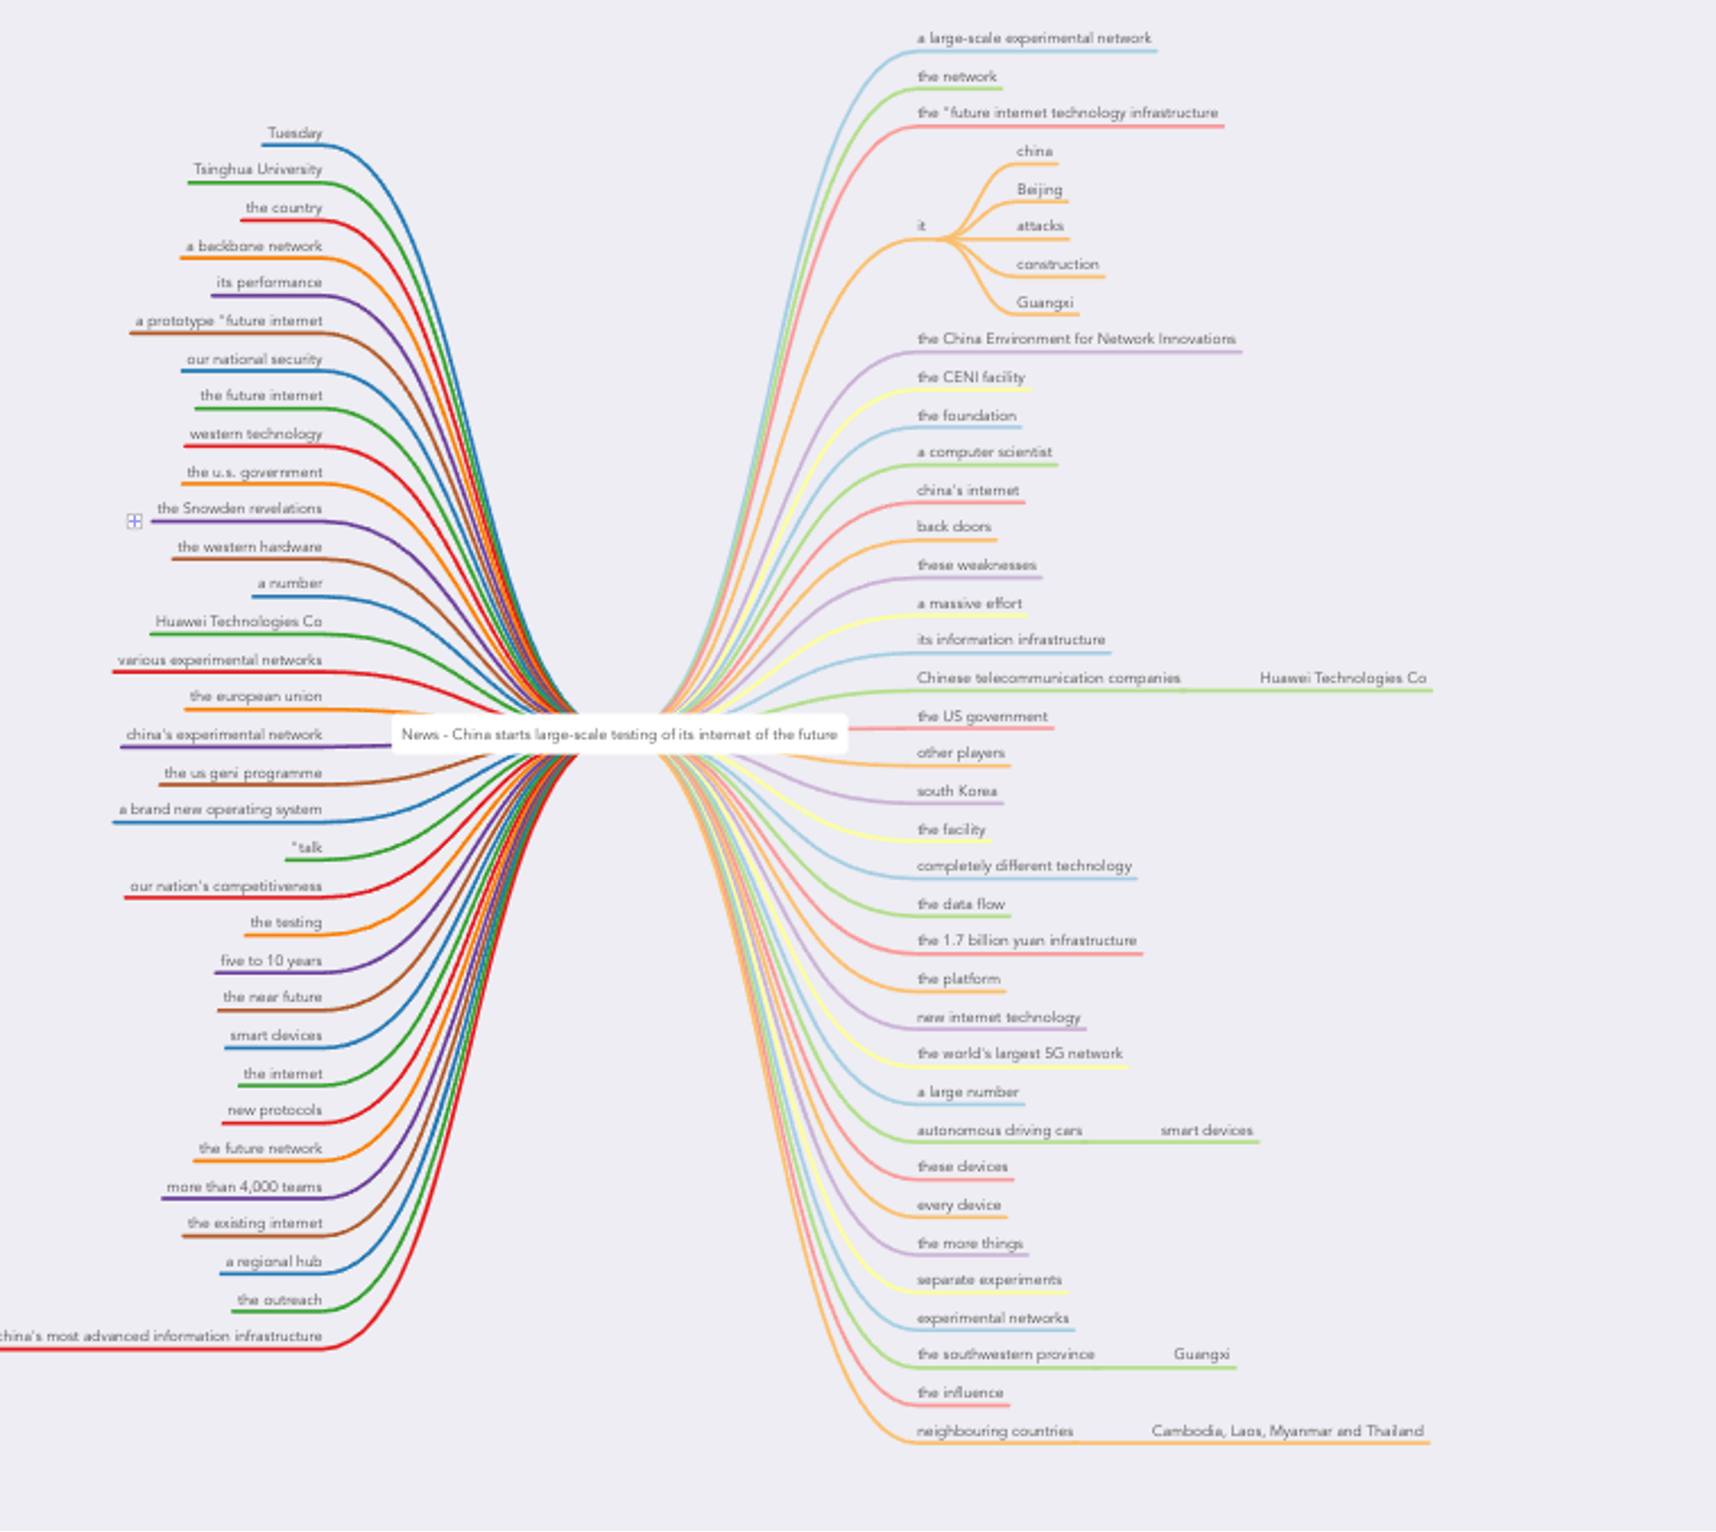 Tuesday
Tsinghua University
the country
a backbone network
its performance
a prototype "future internet
our national security
the future internet
western technology
the u.s. government
the Snowden revelations
the western hardware
a number
Huawei Technologies Co
various experimental networks
the european union
china's experimental network
the us geni programme
a brand new operating system
"talk
our nation's competitiveness
the testing
five to 10 years
the near future
smart devices
the internet
new protocols
the future network
more than 4,000 teams
the existing internet
a regional hub
the outreach
china's most advanced information infrastructure
News - China starts large-scale testing of its internet of the future
a large-scale experimental network
the network
the "future internet technology infrastructure
it
china
Beijing
attacks
construction
Guangxi
the China Environment for Network Innovations
the CENI facility
the foundation
a computer scientist
china's internet
back doors
these weaknesses
a massive effort
its information infrastructure
Chinese telecommunication companies Huawei Technologies Co
the US government
other players
south Korea
the facility
completely different technology
the data flow
the 1.7 billion yuan infrastructure
the platform
new internet technology
the world's largest 5G network
a large number
autonomous driving cars smart devices
these devices
every device
the more things
separate experiments
experimental networks
the southwestern province Guangxi
the influence
neighbouring countries Cambodia, Laos, Myanmar and Thailand